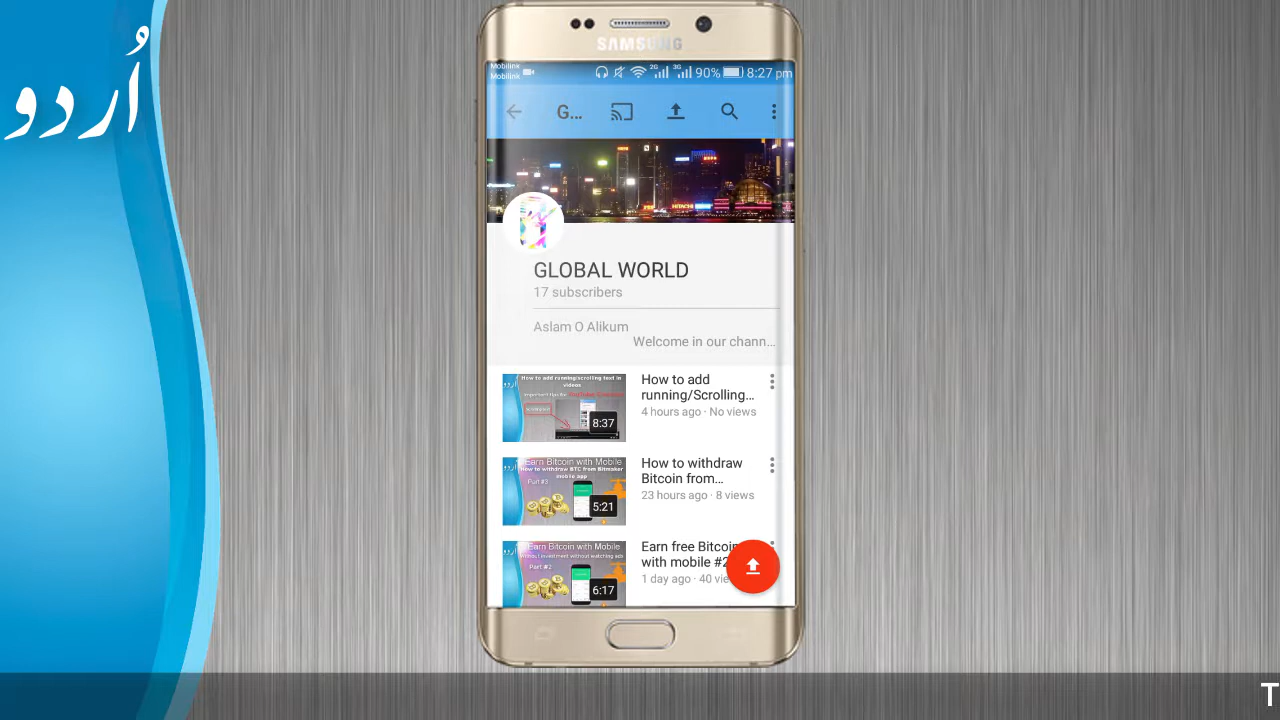 اُردو
SAMSUNG
Mobilink
Mobilink
2G 3G 90% 8:27 pm
G...
HITACHI
GLOBAL WORLD
17 subscribers
Aslam O Alikum
Welcome in our chann...
How to add running/scrolling text in
videos
8:37
How to add
running/Scrolling...
4 hours ago · No views
اُردو
Earn Bitcoin with Mobile
How to withdraw BTC from Bitmaker
mobile app
Part #3
5:21
How to withdraw
Bitcoin from...
23 hours ago · 8 views
Earn Bitcoin with Mobile
Part #2
6:17
Earn free Bitcoin
with mobile #2
1 day ago · 40 vie
T